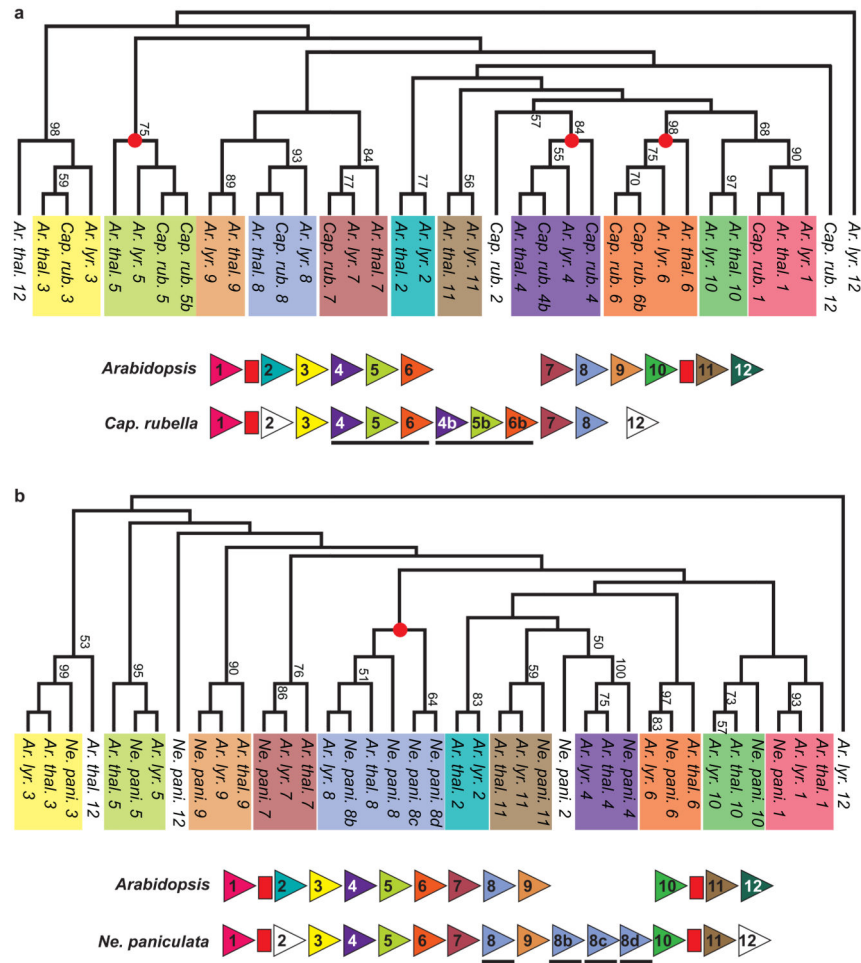 a
98
59
75
89
93
77
84
77
56
57
84
55
98
75
70
97
68
90
Ar. thal. 12
Ar. thal. 3
Cap. rub. 3
Ar. lyr. 3
Ar. thal. 5
Ar. lyr. 5
Cap. rub. 5
Cap. rub. 5b
Ar. lyr. 9
Ar. thal. 9
Ar. thal. 8
Cap. rub. 8
Ar. lyr. 8
Cap. rub. 7
Ar. lyr. 7
Ar. thal. 7
Ar. thal. 2
Ar. lyr. 2
Ar. thal. 11
Ar. lyr. 11
Cap. rub. 2
Ar. thal. 4
Cap. rub. 4b
Ar. lyr. 4
Cap. rub. 4
Cap. rub. 6
Cap. rub. 6b
Ar. lyr. 6
Ar. thal. 6
Ar. lyr. 10
Ar. thal. 10
Cap. rub. 1
Ar. thal. 1
Ar. lyr. 1
Cap. rub. 12
Ar. lyr. 12
Arabidopsis 1 2 3 4 5 6 7 8 9 10 11 12
Cap. rubella 1 2 3 4 5 6 4b 5b 6b 7 8 12
b
53
99
95
90
86
76
51
64
83
59
50
75
100
83
97
57
73
93
Ar. lyr. 3
Ar. thal. 3
Ne. pani. 3
Ar. thal. 12
Ar. thal. 5
Ne. pani. 5
Ar. lyr. 5
Ne. pani. 12
Ne. pani. 9
Ar. lyr. 9
Ar. thal. 9
Ne. pani. 7
Ar. lyr. 7
Ar. thal. 7
Ar. lyr. 8
Ne. pani. 8b
Ar. thal. 8
Ne. pani. 8
Ne. pani. 8c
Ne. pani. 8d
Ar. thal. 2
Ar. lyr. 2
Ar. thal. 11
Ar. lyr. 11
Ne. pani. 11
Ne. pani. 2
Ar. lyr. 4
Ar. thal. 4
Ne. pani. 4
Ar. lyr. 6
Ne. pani. 6
Ar. thal. 6
Ar. lyr. 10
Ar. thal. 10
Ne. pani. 10
Ne. pani. 1
Ar. lyr. 1
Ar. thal. 1
Ar. lyr. 12
Arabidopsis 1 2 3 4 5 6 7 8 9 10 11 12
Ne. paniculata 1 2 3 4 5 6 7 8 9 8b 8c 8d 10 11 12